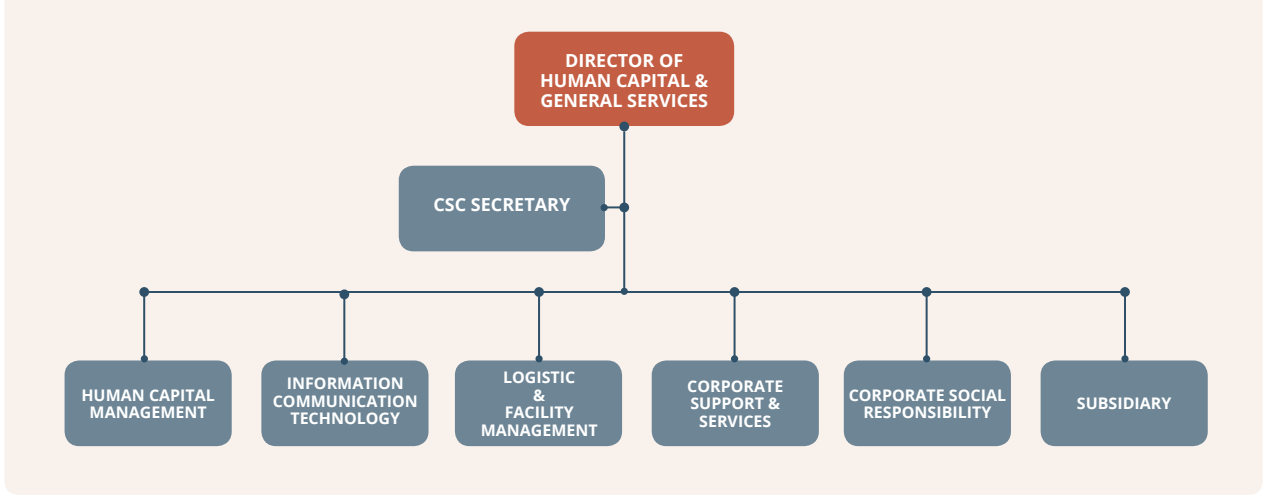 DIRECTOR OF
HUMAN CAPITAL &
GENERAL SERVICES
CSC SECRETARY
HUMAN CAPITAL
MANAGEMENT
INFORMATION
COMMUNICATION
TECHNOLOGY
LOGISTIC
&
FACILITY
MANAGEMENT
CORPORATE
SUPPORT &
SERVICES
CORPORATE SOCIAL
RESPONSIBILITY
SUBSIDIARY